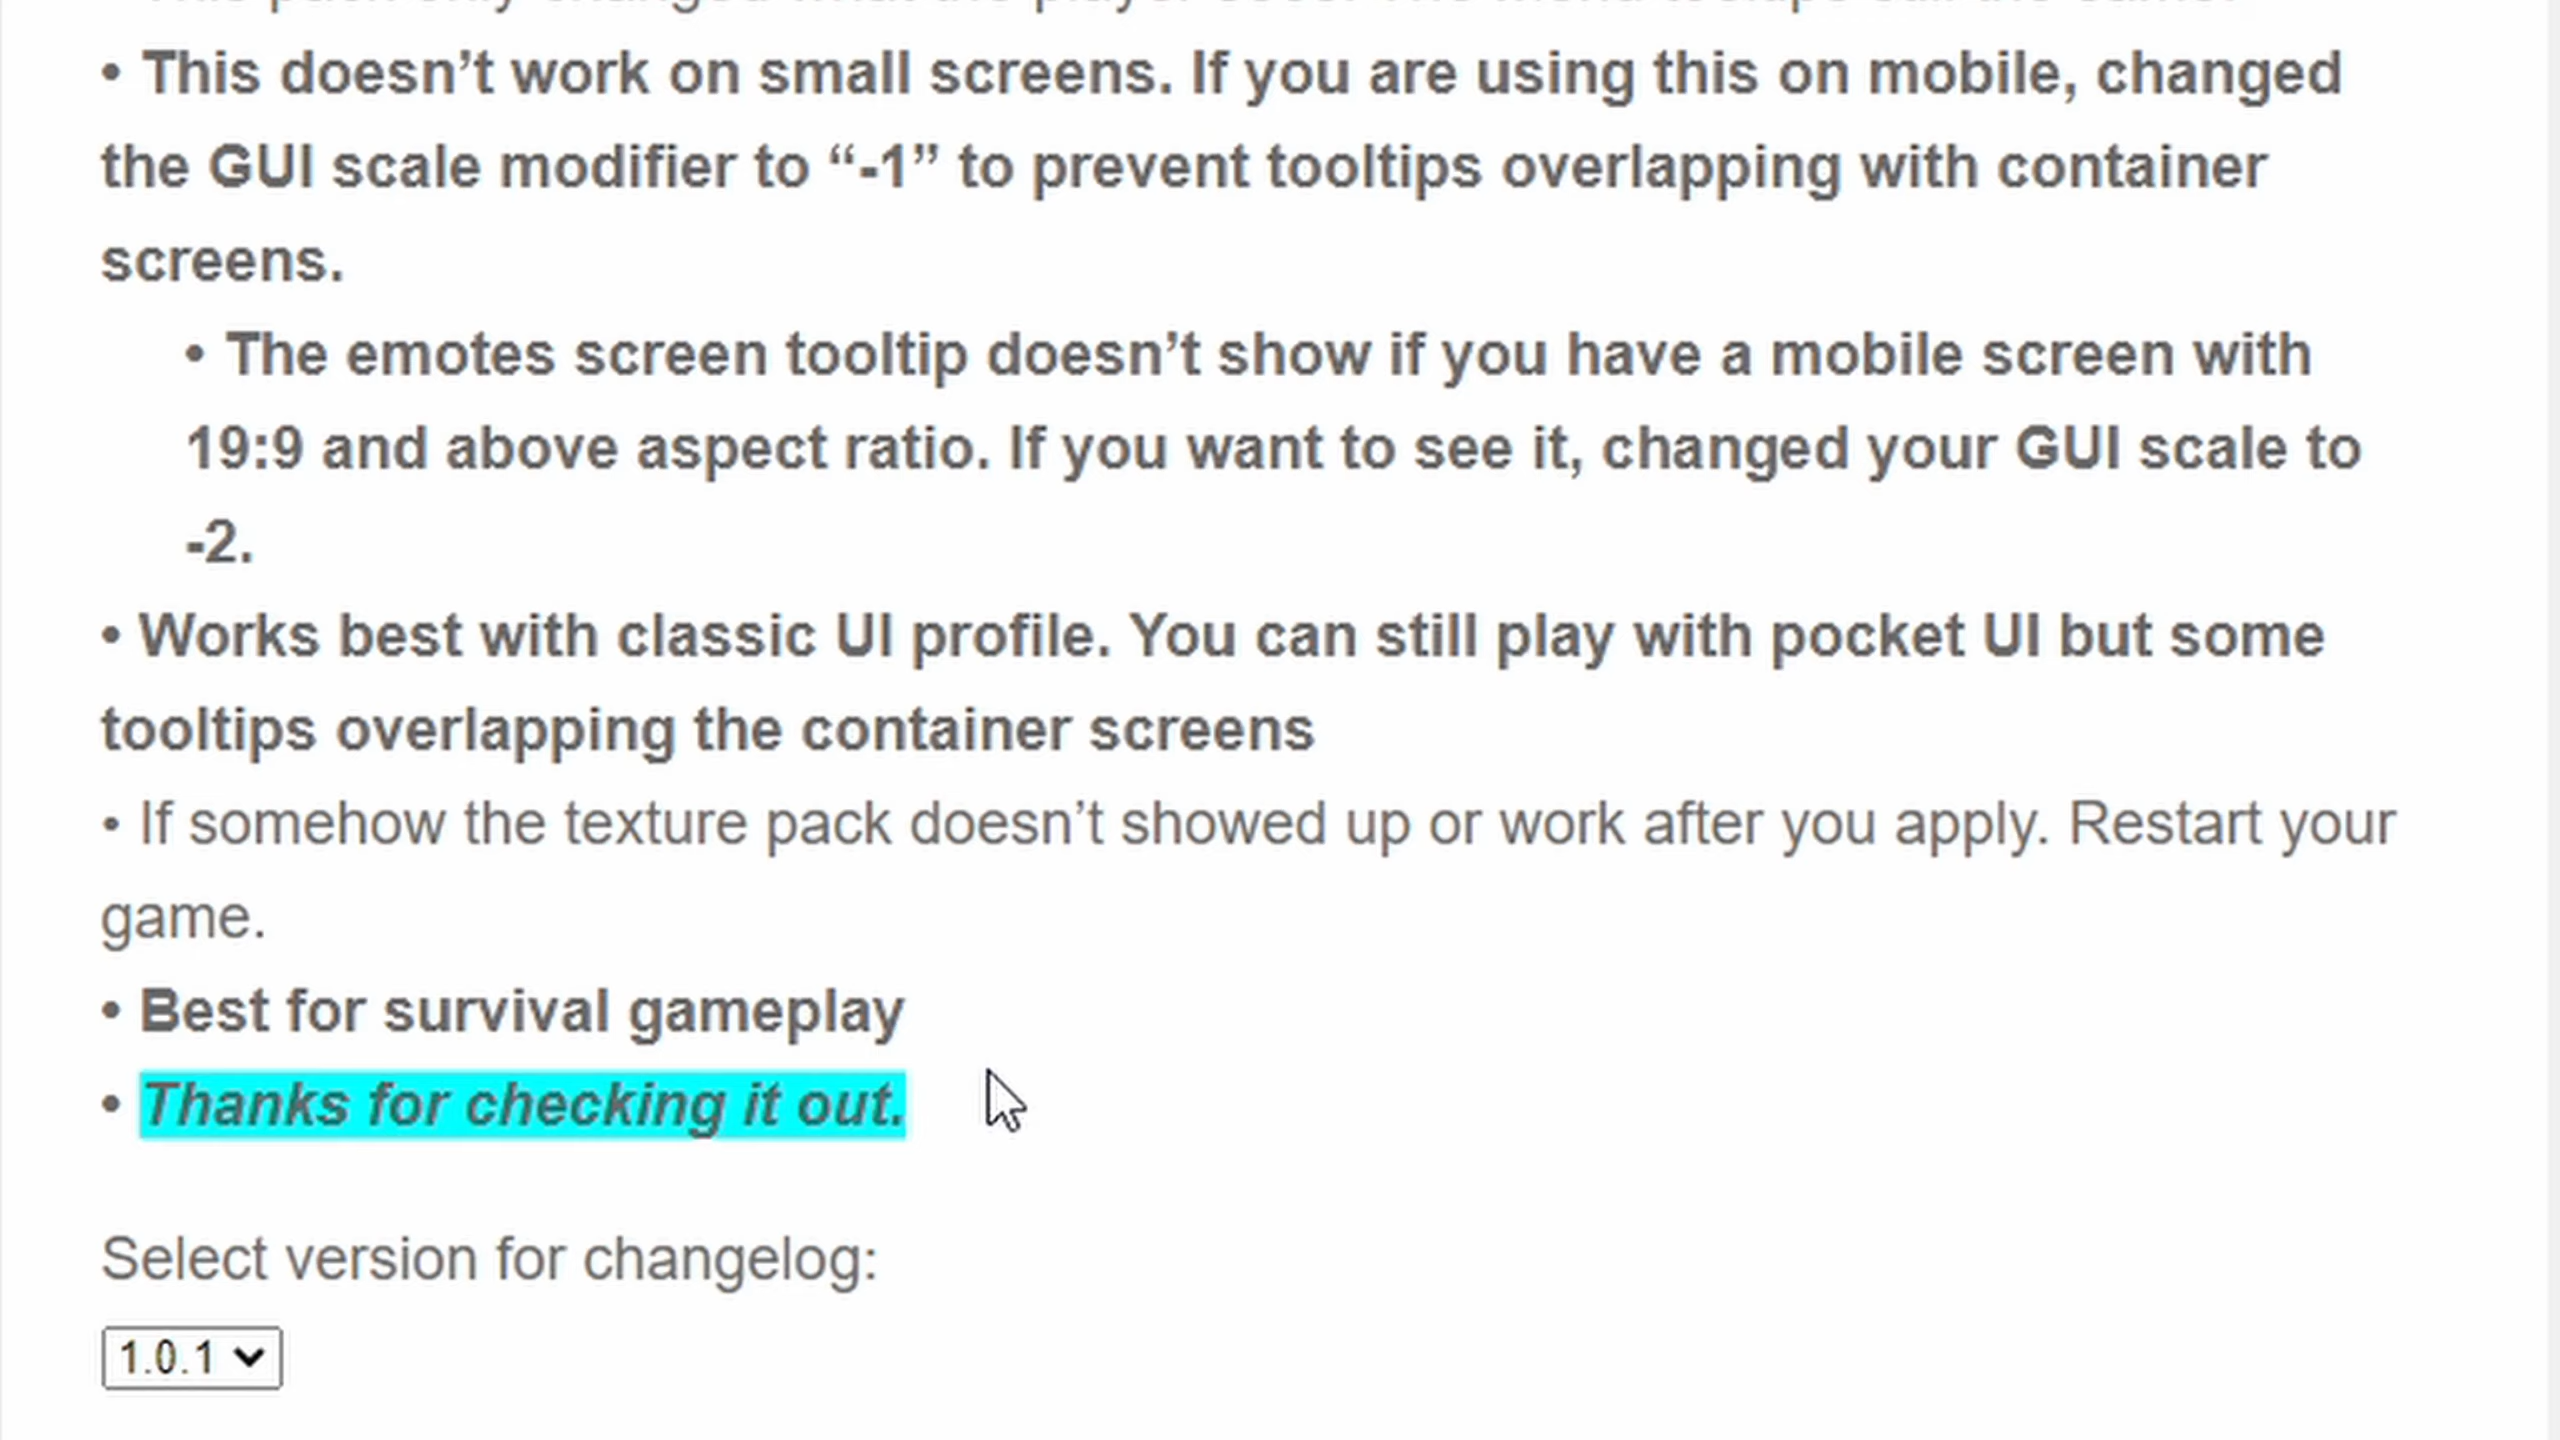 • This doesn’t work on small screens. If you are using this on mobile, changed
the GUI scale modifier to “-1” to prevent tooltips overlapping with container
screens.
• The emotes screen tooltip doesn’t show if you have a mobile screen with
19:9 and above aspect ratio. If you want to see it, changed your GUI scale to
-2.
• Works best with classic UI profile. You can still play with pocket UI but some
tooltips overlapping the container screens
• If somehow the texture pack doesn’t showed up or work after you apply. Restart your
game.
• Best for survival gameplay
• Thanks for checking it out.
Select version for changelog:
1.0.1